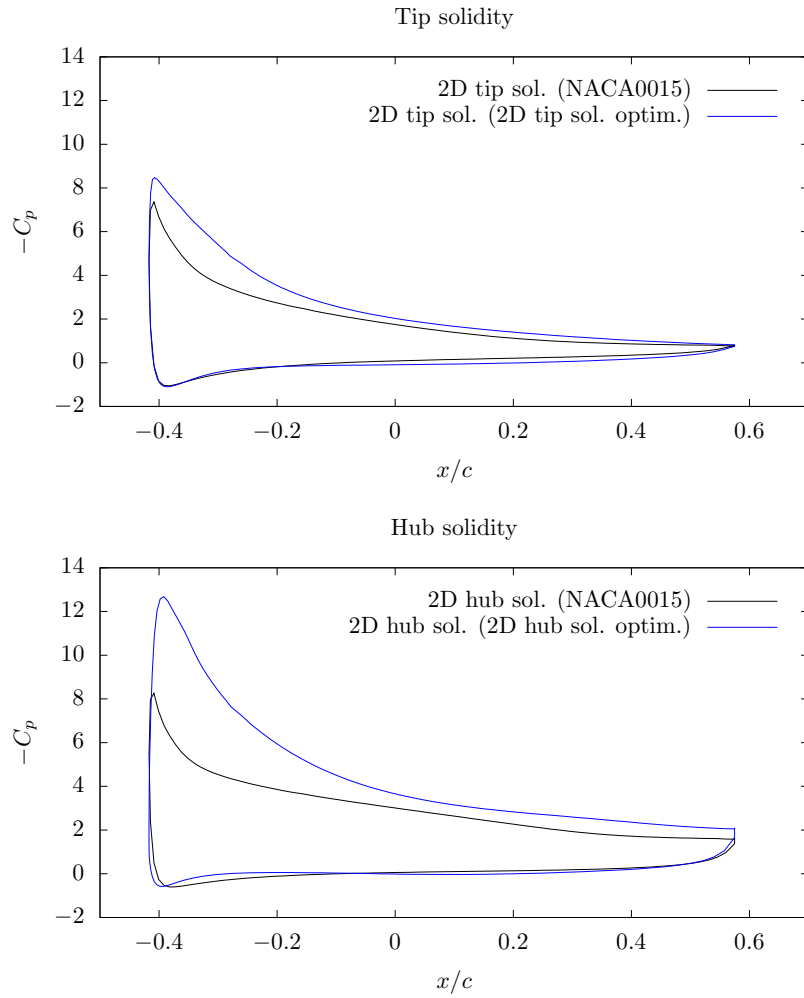 Tip solidity
14
12
10
8
6
4
2
0
−2
−C_p
2D tip sol. (NACA0015)
2D tip sol. (2D tip sol. optim.)
−0.4 −0.2 0 0.2 0.4 0.6
x/c
Hub solidity
14
12
10
8
6
4
2
0
−2
−C_p
2D hub sol. (NACA0015)
2D hub sol. (2D hub sol. optim.)
−0.4 −0.2 0 0.2 0.4 0.6
x/c